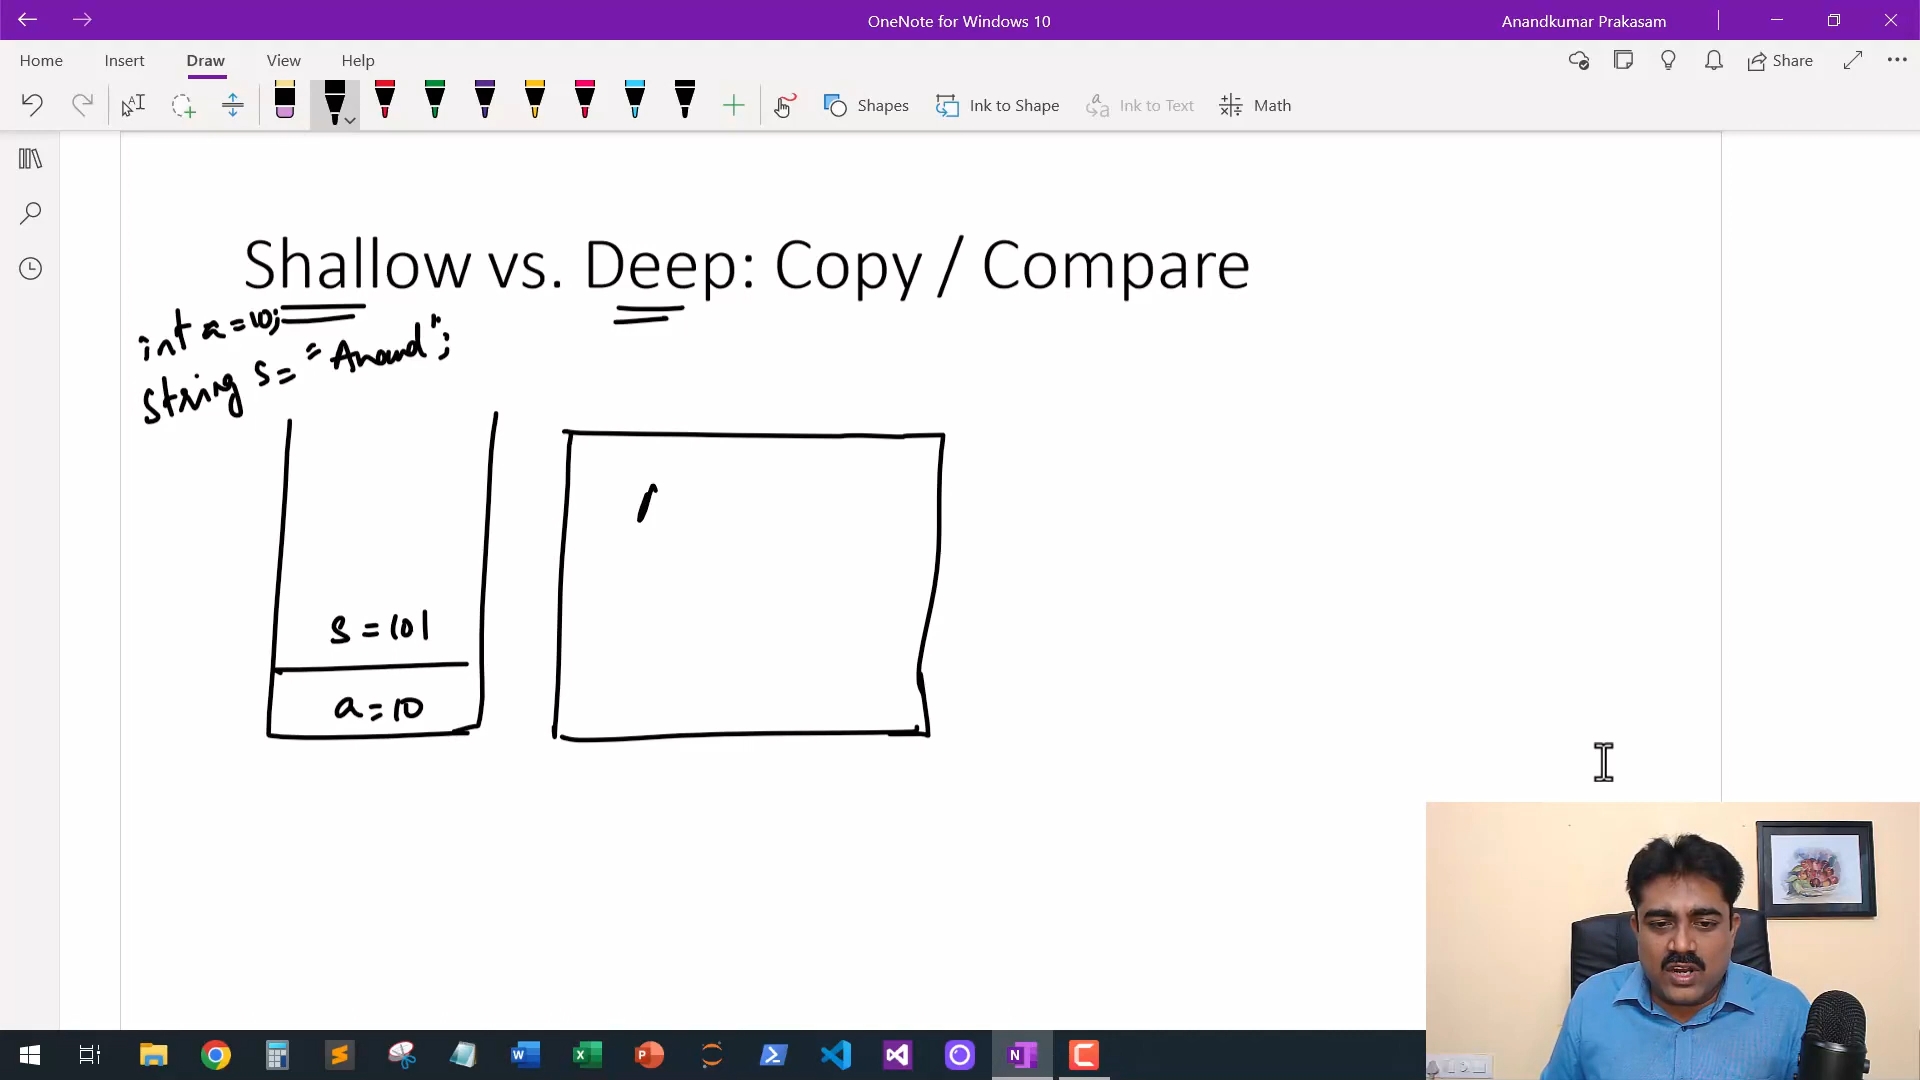 OneNote for Windows 10
Anandkumar Prakasam
Home Insert Draw View Help
Share
Shapes
Ink to Shape
Ink to Text
Math
Shallow vs. Deep: Copy / Compare
int a=10;
String s= "Anand";
s = 101
a=10